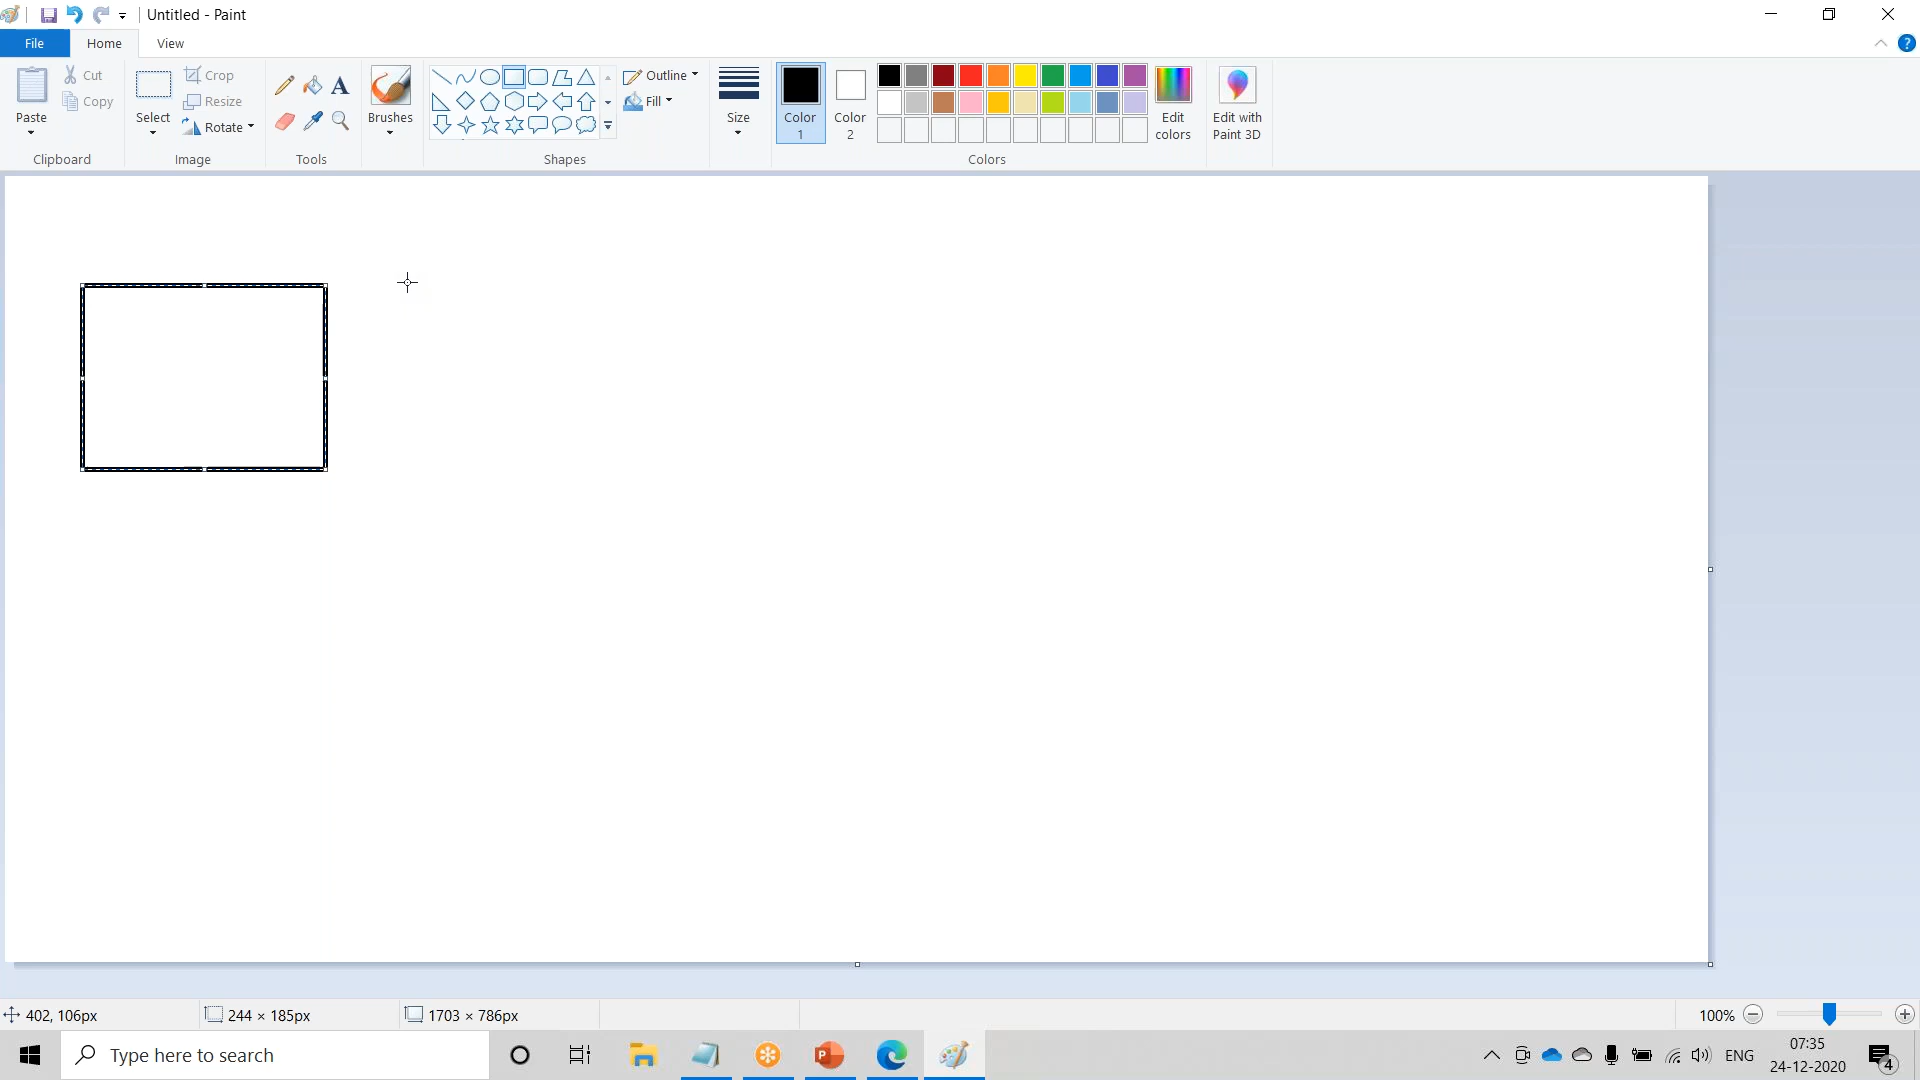 Untitled - Paint
File Home View
Paste
Cut
Copy
Clipboard
Select
Crop
Resize
Rotate
Image
A
Tools
Brushes
Outline
Fill
Shapes
Size
Color 1
Color 2
Edit colors
Colors
Edit with Paint 3D
402, 106px
244 × 185px
1703 × 786px
100%
Type here to search
P
ENG
07:35
24-12-2020
4